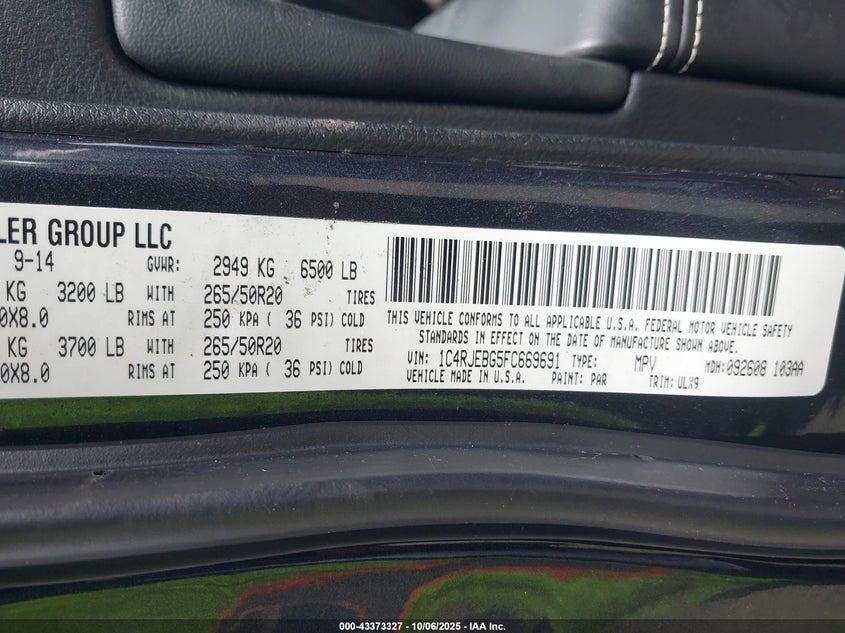 LER GROUP LLC
9-14 GVWR: 2949 KG 6500 LB
KG 3200 LB WITH 265/50R20 TIRES
0X8.0 RIMS AT 250 KPA ( 36 PSI) COLD
KG 3700 LB WITH 265/50R20 TIRES
0X8.0 RIMS AT 250 KPA ( 36 PSI) COLD
THIS VEHICLE CONFORMS TO ALL APPLICABLE U.S.A. FEDERAL MOTOR VEHICLE SAFETY
STANDARDS IN EFFECT ON THE DATE OF MANUFACTURE SHOWN ABOVE.
VIN: 1C4RJEBG5FC669691 TYPE: MPV MDH: 092608 103AA
VEHICLE MADE IN U.S.A. PAINT: PAR TRIM: ULX9
000-43373327 - 10/06/2025 - IAA Inc.